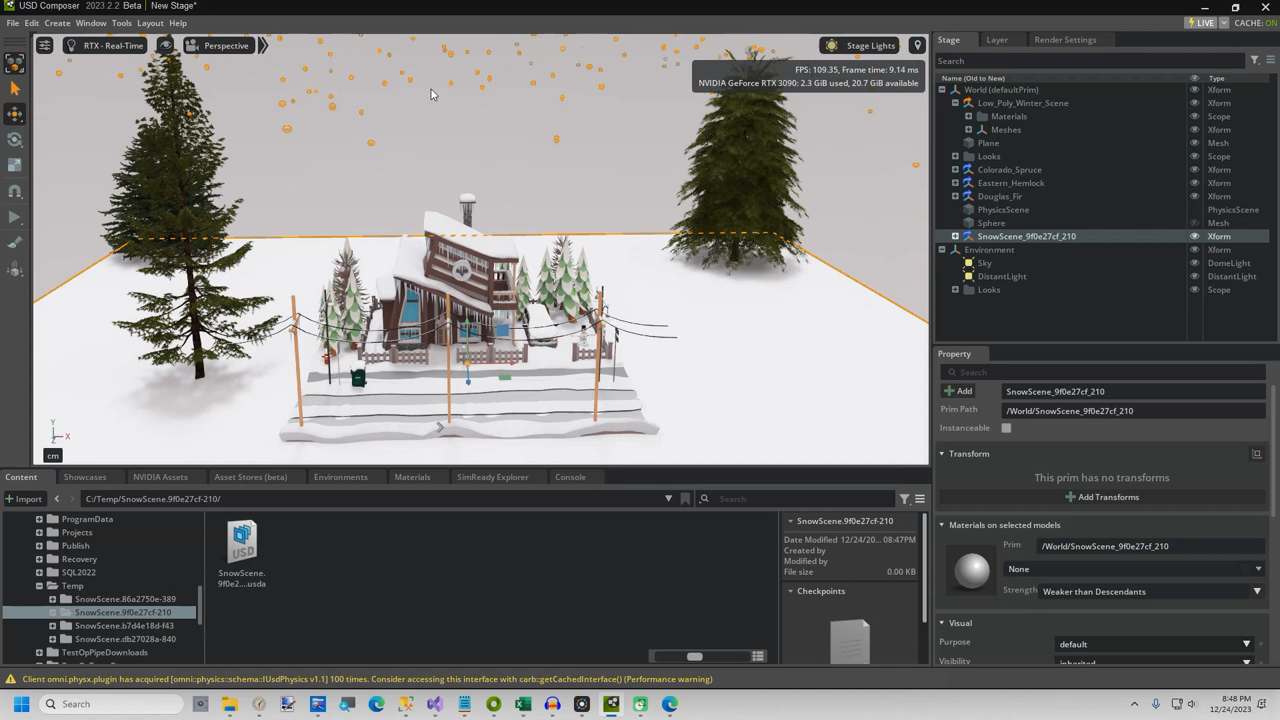 USD Composer 2023.2.2 Beta New Stage*
File Edit Create Window Tools Layout Help
LIVE CACHE: ON
RTX - Real-Time Perspective Stage Lights
FPS: 109.35, Frame time: 9.14 ms
NVIDIA GeForce RTX 3090: 2.3 GiB used, 20.7 GiB available
Y
X
Z
cm
Stage Layer Render Settings
Search
Name (Old to New) Type
World (defaultPrim) Xform
Low_Poly_Winter_Scene Xform
Materials Scope
Meshes Xform
Plane Mesh
Looks Scope
Colorado_Spruce Xform
Eastern_Hemlock Xform
Douglas_Fir Xform
PhysicsScene PhysicsScene
Sphere Mesh
SnowScene_9f0e27cf_210 Xform
Environment Xform
Sky DomeLight
DistantLight DistantLight
Looks Scope
Property
Search
Add SnowScene_9f0e27cf_210
Prim Path /World/SnowScene_9f0e27cf_210
Instanceable
Transform
This prim has no transforms
Add Transforms
Materials on selected models
Prim /World/SnowScene_9f0e27cf_210
None
Strength Weaker than Descendants
Visual
Purpose default
Visibility inherited
Content Showcases NVIDIA Assets Asset Stores (beta) Environments Materials SimReady Explorer Console
Import C:/Temp/SnowScene.9f0e27cf-210/ Search
ProgramData
Projects
Publish
Recovery
SQL2022
Temp
SnowScene.86a2750e-389
SnowScene.9f0e27cf-210
SnowScene.b7d4e18d-f43
SnowScene.db27028a-840
TestOpPipeDownloads
USD
SnowScene.
9f0e2....usda
SnowScene.9f0e27cf-210
Date Modified 12/24/20... 08:47PM
Created by
Modified by
File size 0.00 KB
Checkpoints
Client omni.physx.plugin has acquired [omni::physics::schema::IUsdPhysics v1.1] 100 times. Consider accessing this interface with carb::getCachedInterface() (Performance warning)
Search
8:48 PM
12/24/2023